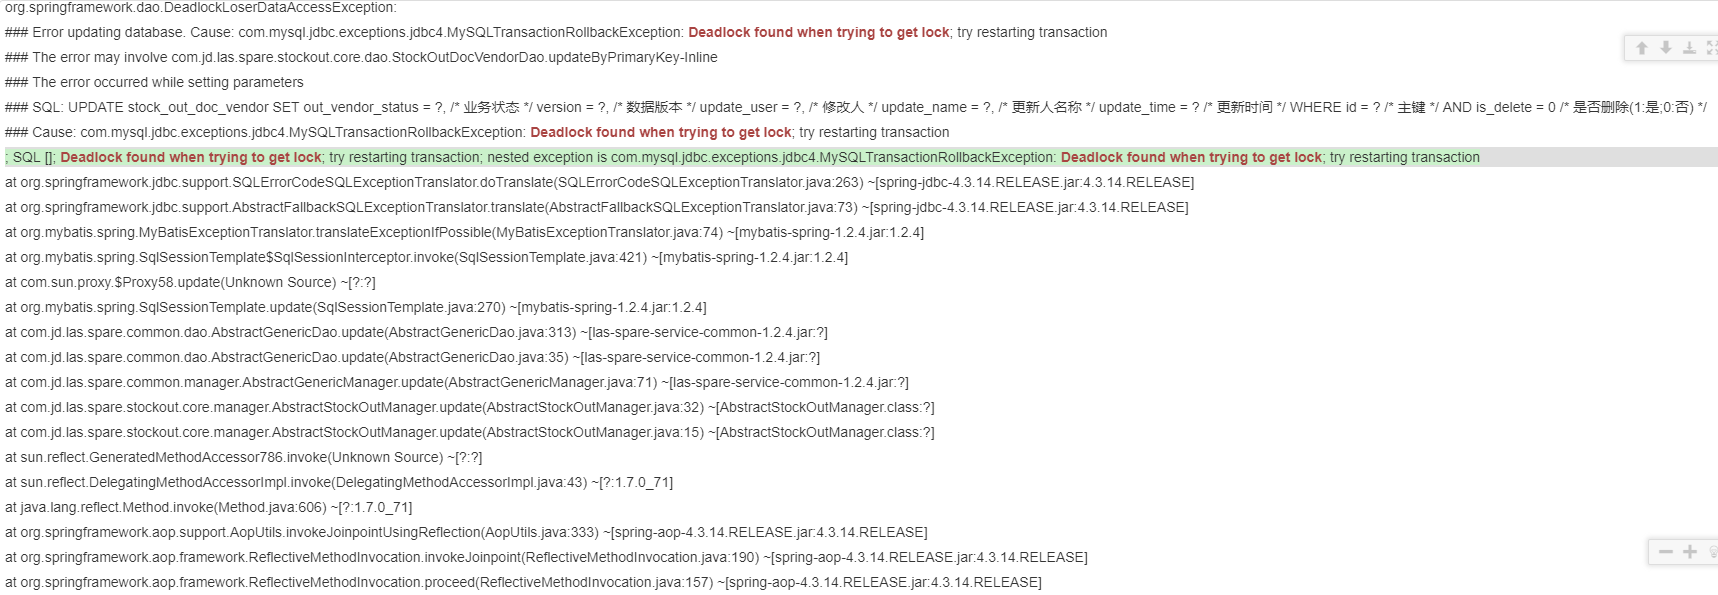 org.springframework.dao.DeadlockLoserDataAccessException:
### Error updating database. Cause: com.mysql.jdbc.exceptions.jdbc4.MySQLTransactionRollbackException: Deadlock found when trying to get lock; try restarting transaction
### The error may involve com.jd.las.spare.stockout.core.dao.StockOutDocVendorDao.updateByPrimaryKey-Inline
### The error occurred while setting parameters
### SQL: UPDATE stock_out_doc_vendor SET out_vendor_status = ?, /* 业务状态 */ version = ?, /* 数据版本 */ update_user = ?, /* 修改人 */ update_name = ?, /* 更新人名称 */ update_time = ? /* 更新时间 */ WHERE id = ? /* 主键 */ AND is_delete = 0 /* 是否删除(1:是;0:否) */
### Cause: com.mysql.jdbc.exceptions.jdbc4.MySQLTransactionRollbackException: Deadlock found when trying to get lock; try restarting transaction
; SQL []; Deadlock found when trying to get lock; try restarting transaction; nested exception is com.mysql.jdbc.exceptions.jdbc4.MySQLTransactionRollbackException: Deadlock found when trying to get lock; try restarting transaction
at org.springframework.jdbc.support.SQLErrorCodeSQLExceptionTranslator.doTranslate(SQLErrorCodeSQLExceptionTranslator.java:263) ~[spring-jdbc-4.3.14.RELEASE.jar:4.3.14.RELEASE]
at org.springframework.jdbc.support.AbstractFallbackSQLExceptionTranslator.translate(AbstractFallbackSQLExceptionTranslator.java:73) ~[spring-jdbc-4.3.14.RELEASE.jar:4.3.14.RELEASE]
at org.mybatis.spring.MyBatisExceptionTranslator.translateExceptionIfPossible(MyBatisExceptionTranslator.java:74) ~[mybatis-spring-1.2.4.jar:1.2.4]
at org.mybatis.spring.SqlSessionTemplate$SqlSessionInterceptor.invoke(SqlSessionTemplate.java:421) ~[mybatis-spring-1.2.4.jar:1.2.4]
at com.sun.proxy.$Proxy58.update(Unknown Source) ~[?:?]
at org.mybatis.spring.SqlSessionTemplate.update(SqlSessionTemplate.java:270) ~[mybatis-spring-1.2.4.jar:1.2.4]
at com.jd.las.spare.common.dao.AbstractGenericDao.update(AbstractGenericDao.java:313) ~[las-spare-service-common-1.2.4.jar:?]
at com.jd.las.spare.common.dao.AbstractGenericDao.update(AbstractGenericDao.java:35) ~[las-spare-service-common-1.2.4.jar:?]
at com.jd.las.spare.common.manager.AbstractGenericManager.update(AbstractGenericManager.java:71) ~[las-spare-service-common-1.2.4.jar:?]
at com.jd.las.spare.stockout.core.manager.AbstractStockOutManager.update(AbstractStockOutManager.java:32) ~[AbstractStockOutManager.class:?]
at com.jd.las.spare.stockout.core.manager.AbstractStockOutManager.update(AbstractStockOutManager.java:15) ~[AbstractStockOutManager.class:?]
at sun.reflect.GeneratedMethodAccessor786.invoke(Unknown Source) ~[?:?]
at sun.reflect.DelegatingMethodAccessorImpl.invoke(DelegatingMethodAccessorImpl.java:43) ~[?:1.7.0_71]
at java.lang.reflect.Method.invoke(Method.java:606) ~[?:1.7.0_71]
at org.springframework.aop.support.AopUtils.invokeJoinpointUsingReflection(AopUtils.java:333) ~[spring-aop-4.3.14.RELEASE.jar:4.3.14.RELEASE]
at org.springframework.aop.framework.ReflectiveMethodInvocation.invokeJoinpoint(ReflectiveMethodInvocation.java:190) ~[spring-aop-4.3.14.RELEASE.jar:4.3.14.RELEASE]
at org.springframework.aop.framework.ReflectiveMethodInvocation.proceed(ReflectiveMethodInvocation.java:157) ~[spring-aop-4.3.14.RELEASE.jar:4.3.14.RELEASE]